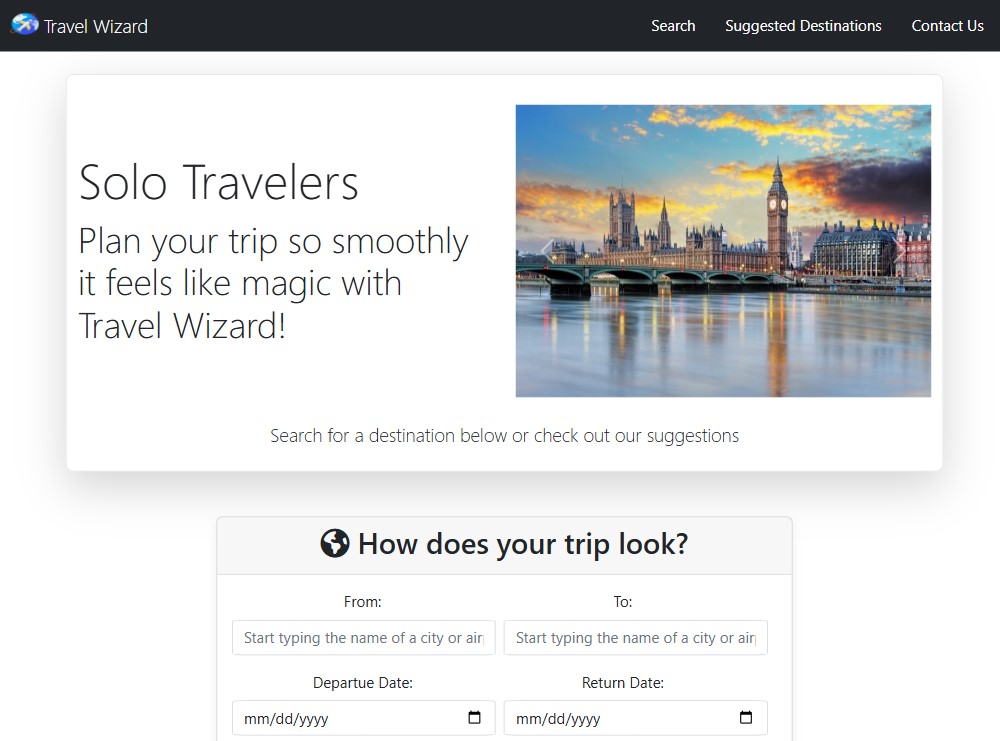 Travel Wizard
Search
Suggested Destinations
Contact Us
Solo Travelers
Plan your trip so smoothly
it feels like magic with
Travel Wizard!
Search for a destination below or check out our suggestions
How does your trip look?
From:
To:
Start typing the name of a city or air
Start typing the name of a city or air
Departue Date:
Return Date:
mm/dd/yyyy
mm/dd/yyyy